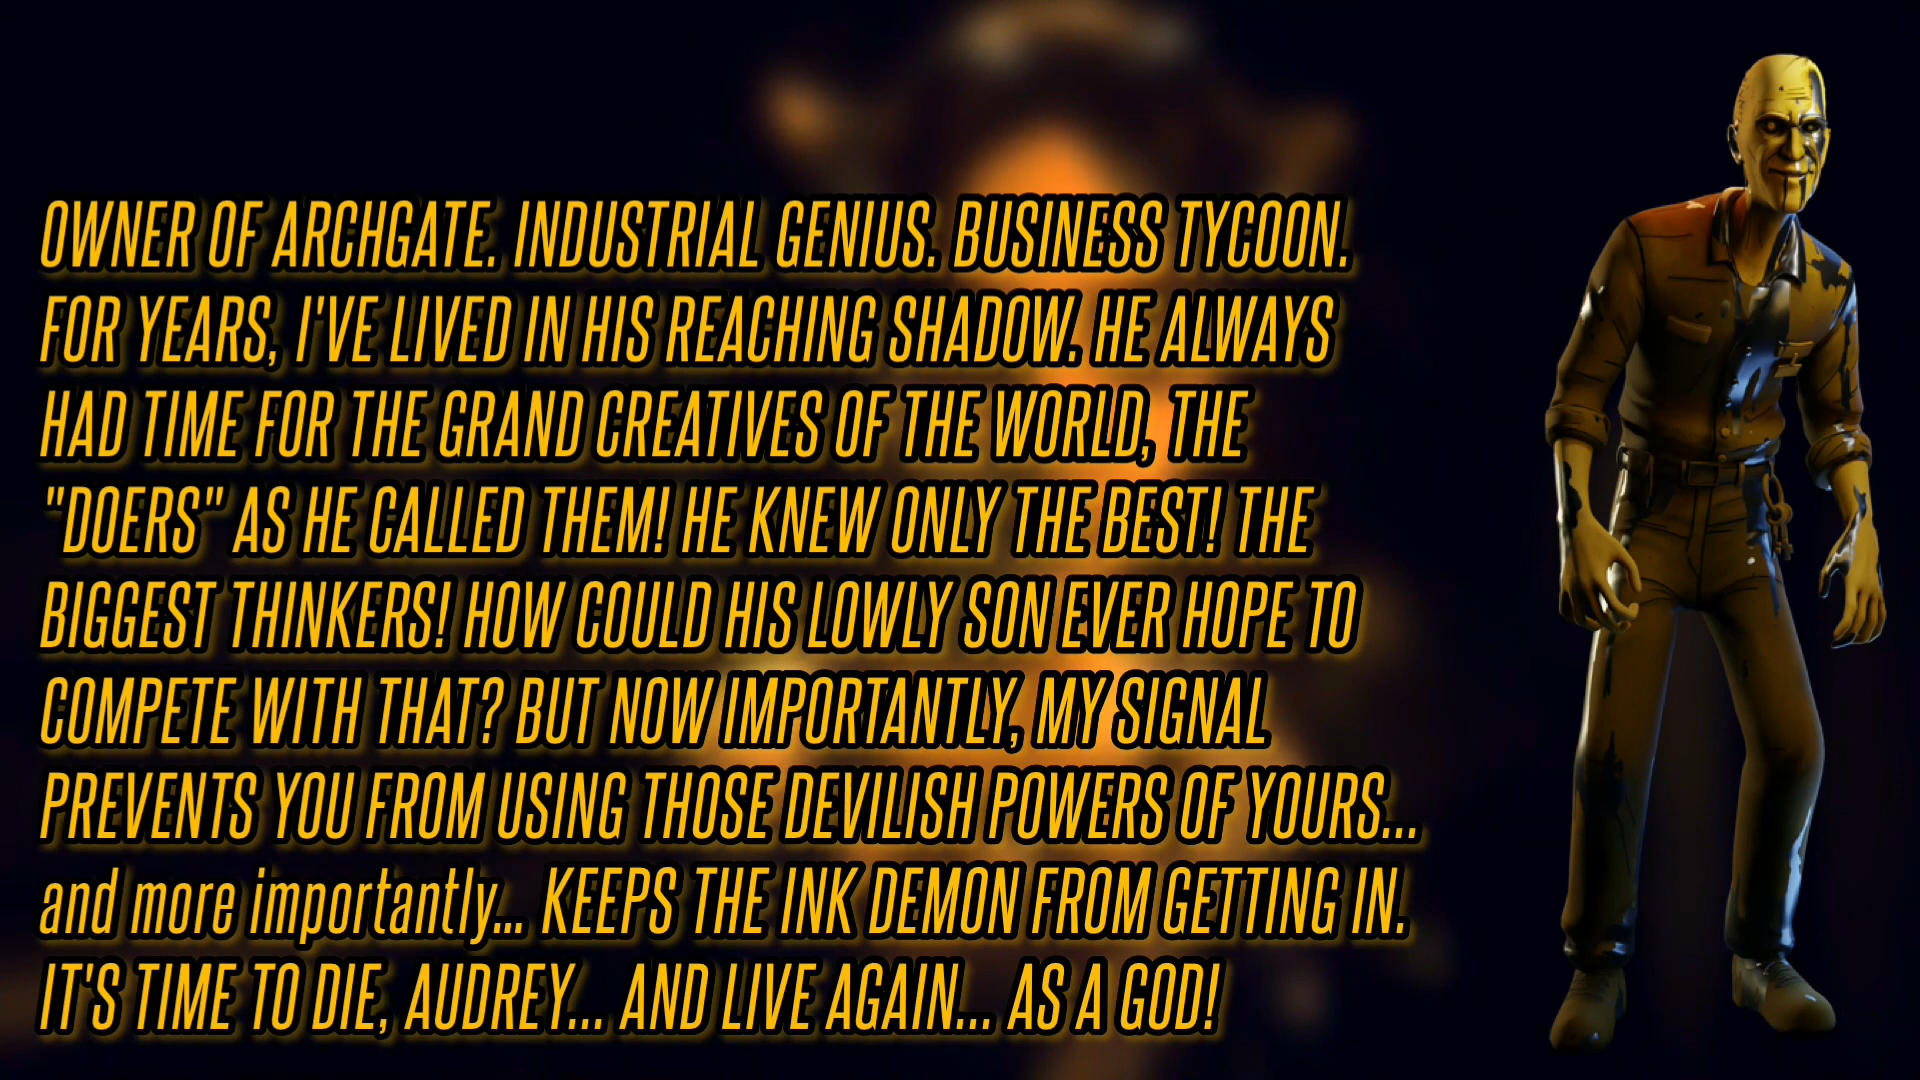 OWNER OF ARCHGATE. INDUSTRIAL GENIUS. BUSINESS TYCOON.
FOR YEARS, I'VE LIVED IN HIS REACHING SHADOW. HE ALWAYS
HAD TIME FOR THE GRAND CREATIVES OF THE WORLD, THE
"DOERS" AS HE CALLED THEM! HE KNEW ONLY THE BEST! THE
BIGGEST THINKERS! HOW COULD HIS LOWLY SON EVER HOPE TO
COMPETE WITH THAT? BUT NOW IMPORTANTLY, MY SIGNAL
PREVENTS YOU FROM USING THOSE DEVILISH POWERS OF YOURS...
and more importantly... KEEPS THE INK DEMON FROM GETTING IN.
IT'S TIME TO DIE, AUDREY... AND LIVE AGAIN... AS A GOD!